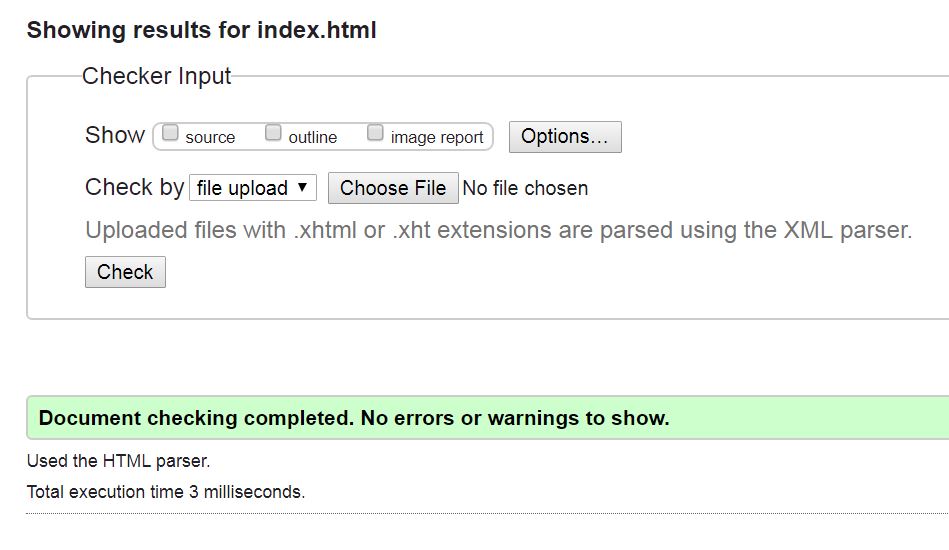 Showing results for index.html
Checker Input
Show source outline image report Options...
Check by file upload Choose File No file chosen
Uploaded files with .xhtml or .xht extensions are parsed using the XML parser.
Check
Document checking completed. No errors or warnings to show.
Used the HTML parser.
Total execution time 3 milliseconds.